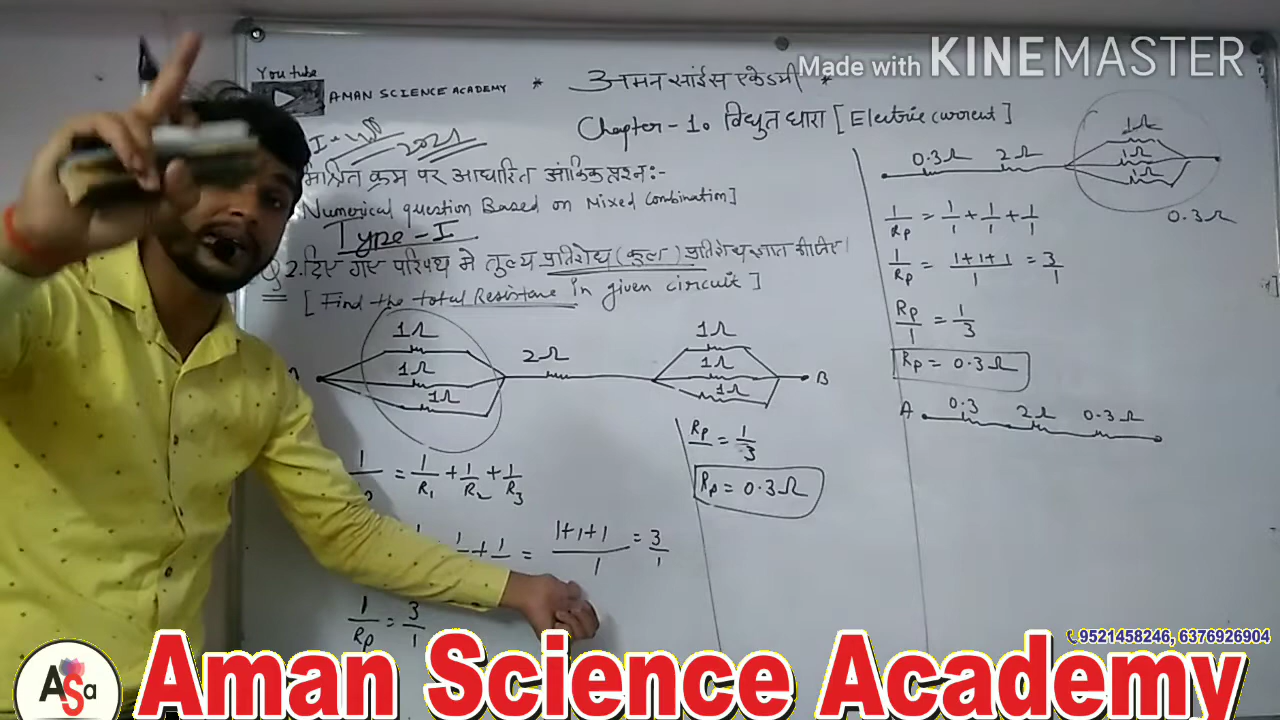 Made with KINEMASTER
You tube
AMAN SCIENCE ACADEMY * अमन साइंस एकेडमी *
Chapter - 10 विद्युत धारा [Electric current]
2021
मिश्रित क्रम पर आधारित आंकिक प्रश्न:-
Numerical question Based on Mixed Combination]
Type - I
Q 2. दिए गए परिपथ मे तुल्य प्रतिरोध (कुल) प्रतिरोध ज्ञात कीजिए।
[Find the total Resistane in given circuit]
1Ω
1Ω
1Ω
2Ω
1Ω
1Ω
1Ω
B
= 1/R1 + 1/R2 + 1/R3
= 1+1+1/1 = 3/1
1/Rp = 3/1
Rp = 1/3
Rp = 0.3Ω
0.3Ω 2Ω
1Ω
1Ω
1Ω
0.3Ω
1/Rp = 1/1 + 1/1 + 1/1
1/Rp = 1+1+1/1 = 3/1
Rp/1 = 1/3
Rp = 0.3Ω
A 0.3 2Ω 0.3Ω
9521458246, 6376926904
ASa
Aman Science Academy